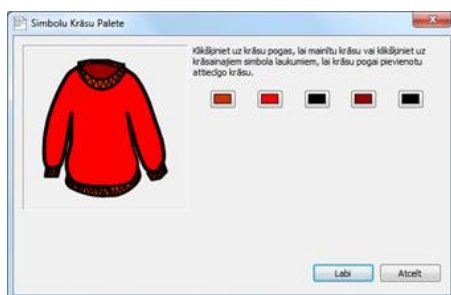 Simbolu Krāsu Palete
Klikšķiniet uz krāsu pogas, lai mainītu krāsu vai klikšķiniet uz
krāsainajiem simbola laukumiem, lai krāsu pogai pievienotu
attiecīgo krāsu.
Labi
Atcelt